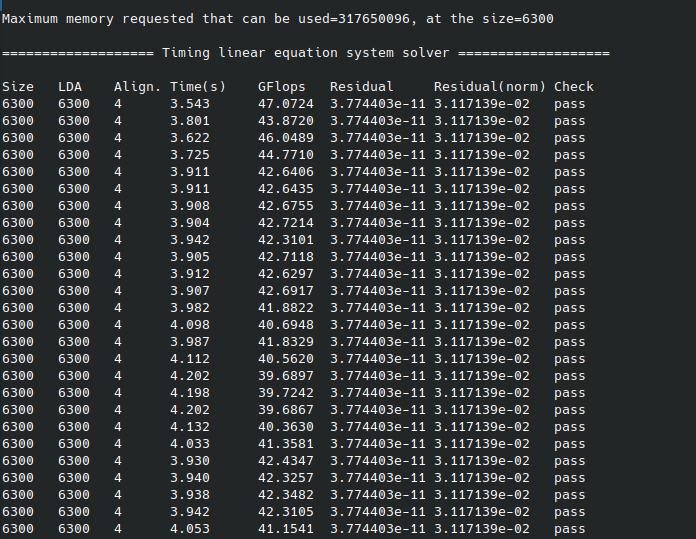 Maximum memory requested that can be used=317650096, at the size=6300
=================== Timing linear equation system solver ===================
Size LDA Align. Time(s) GFlops Residual Residual(norm) Check
6300 6300 4 3.543 47.0724 3.774403e-11 3.117139e-02 pass
6300 6300 4 3.801 43.8720 3.774403e-11 3.117139e-02 pass
6300 6300 4 3.622 46.0489 3.774403e-11 3.117139e-02 pass
6300 6300 4 3.725 44.7710 3.774403e-11 3.117139e-02 pass
6300 6300 4 3.911 42.6406 3.774403e-11 3.117139e-02 pass
6300 6300 4 3.911 42.6435 3.774403e-11 3.117139e-02 pass
6300 6300 4 3.908 42.6755 3.774403e-11 3.117139e-02 pass
6300 6300 4 3.904 42.7214 3.774403e-11 3.117139e-02 pass
6300 6300 4 3.942 42.3101 3.774403e-11 3.117139e-02 pass
6300 6300 4 3.905 42.7118 3.774403e-11 3.117139e-02 pass
6300 6300 4 3.912 42.6297 3.774403e-11 3.117139e-02 pass
6300 6300 4 3.907 42.6917 3.774403e-11 3.117139e-02 pass
6300 6300 4 3.982 41.8822 3.774403e-11 3.117139e-02 pass
6300 6300 4 4.098 40.6948 3.774403e-11 3.117139e-02 pass
6300 6300 4 3.987 41.8329 3.774403e-11 3.117139e-02 pass
6300 6300 4 4.112 40.5620 3.774403e-11 3.117139e-02 pass
6300 6300 4 4.202 39.6897 3.774403e-11 3.117139e-02 pass
6300 6300 4 4.198 39.7242 3.774403e-11 3.117139e-02 pass
6300 6300 4 4.202 39.6867 3.774403e-11 3.117139e-02 pass
6300 6300 4 4.132 40.3630 3.774403e-11 3.117139e-02 pass
6300 6300 4 4.033 41.3581 3.774403e-11 3.117139e-02 pass
6300 6300 4 3.930 42.4347 3.774403e-11 3.117139e-02 pass
6300 6300 4 3.940 42.3257 3.774403e-11 3.117139e-02 pass
6300 6300 4 3.938 42.3482 3.774403e-11 3.117139e-02 pass
6300 6300 4 3.942 42.3105 3.774403e-11 3.117139e-02 pass
6300 6300 4 4.053 41.1541 3.774403e-11 3.117139e-02 pass